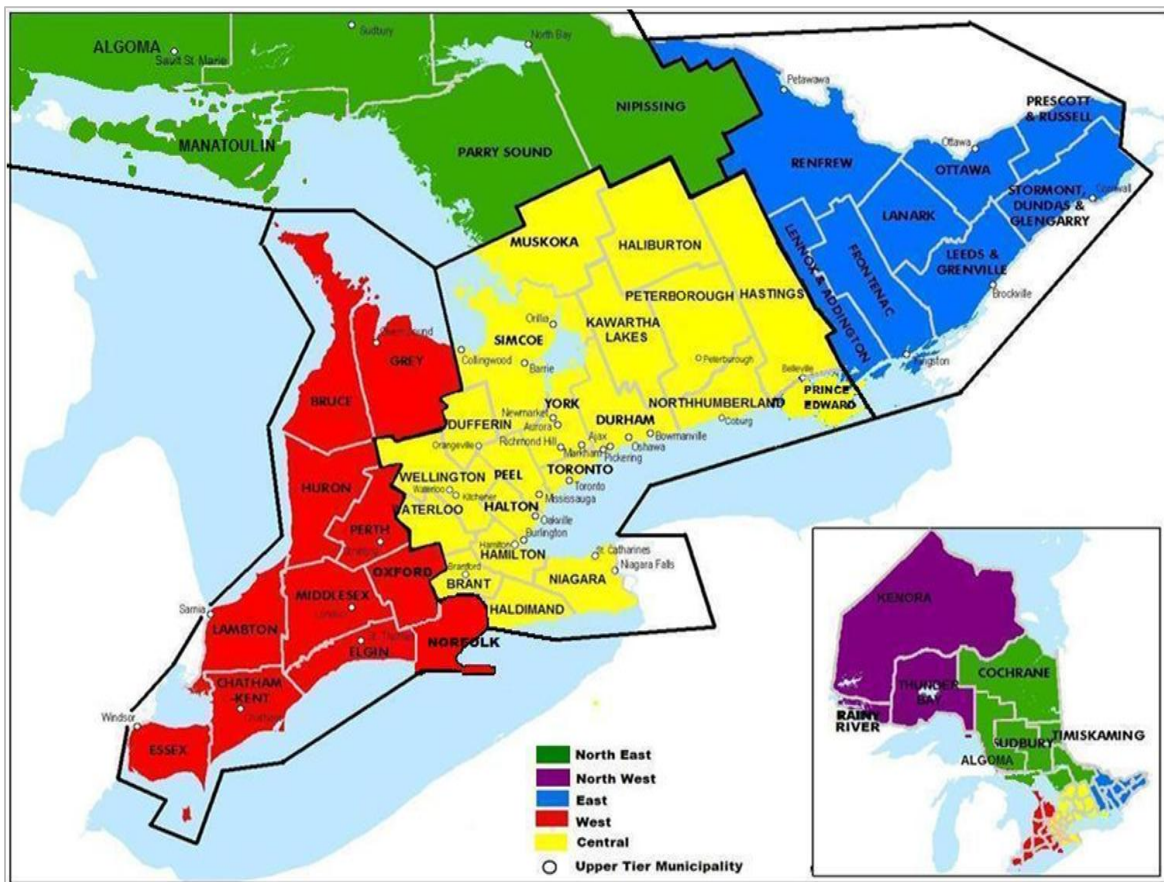 ALGOMA
Sault St. Marie
Sudbury
North Bay
MANATOULIN
PARRY SOUND
NIPISSING
Petawawa
RENFREW
Ottawa
OTTAWA
PRESCOTT
& RUSSELL
LANARK
STORMONT,
DUNDAS &
GLENGARRY
Cornwall
LEEDS &
GRENVILLE
Brockville
LENNOX & ADDINGTON
FRONTENAC
Kingston
MUSKOKA
HALIBURTON
PETERBOROUGH
HASTINGS
KAWARTHA
LAKES
Peterborough
Orillia
SIMCOE
Collingwood
Barrie
Belleville
PRINCE
EDWARD
NORTHHUMBERLAND
Coburg
YORK
Newmarket
Aurora
DURHAM
DUFFERIN
Orangeville
Richmond Hill
Ajax
Bowmanville
Oshawa
Markham
Pickering
TORONTO
Toronto
WELLINGTON
PEEL
Waterloo
Kitchener
WATERLOO
HALTON
Mississauga
Oakville
Burlington
Hamilton
HAMILTON
St. Catharines
Niagara Falls
NIAGARA
Brantford
BRANT
HALDIMAND
Owen Sound
GREY
BRUCE
HURON
PERTH
Stratford
OXFORD
MIDDLESEX
London
Sarnia
LAMBTON
St. Thomas
ELGIN
NORFOLK
CHATHAM
-KENT
Chatham
Windsor
ESSEX
North East
North West
East
West
Central
Upper Tier Municipality
KENORA
COCHRANE
THUNDER
BAY
RAINY
RIVER
TIMISKAMING
SUDBURY
ALGOMA